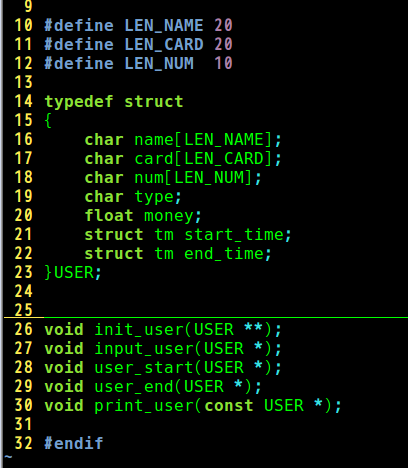 9
10 #define LEN_NAME 20
11 #define LEN_CARD 20
12 #define LEN_NUM  10
13
14 typedef struct
15 {
16     char name[LEN_NAME];
17     char card[LEN_CARD];
18     char num[LEN_NUM];
19     char type;
20     float money;
21     struct tm start_time;
22     struct tm end_time;
23 }USER;
24
25
26 void init_user(USER **);
27 void input_user(USER *);
28 void user_start(USER *);
29 void user_end(USER *);
30 void print_user(const USER *);
31
32 #endif
~